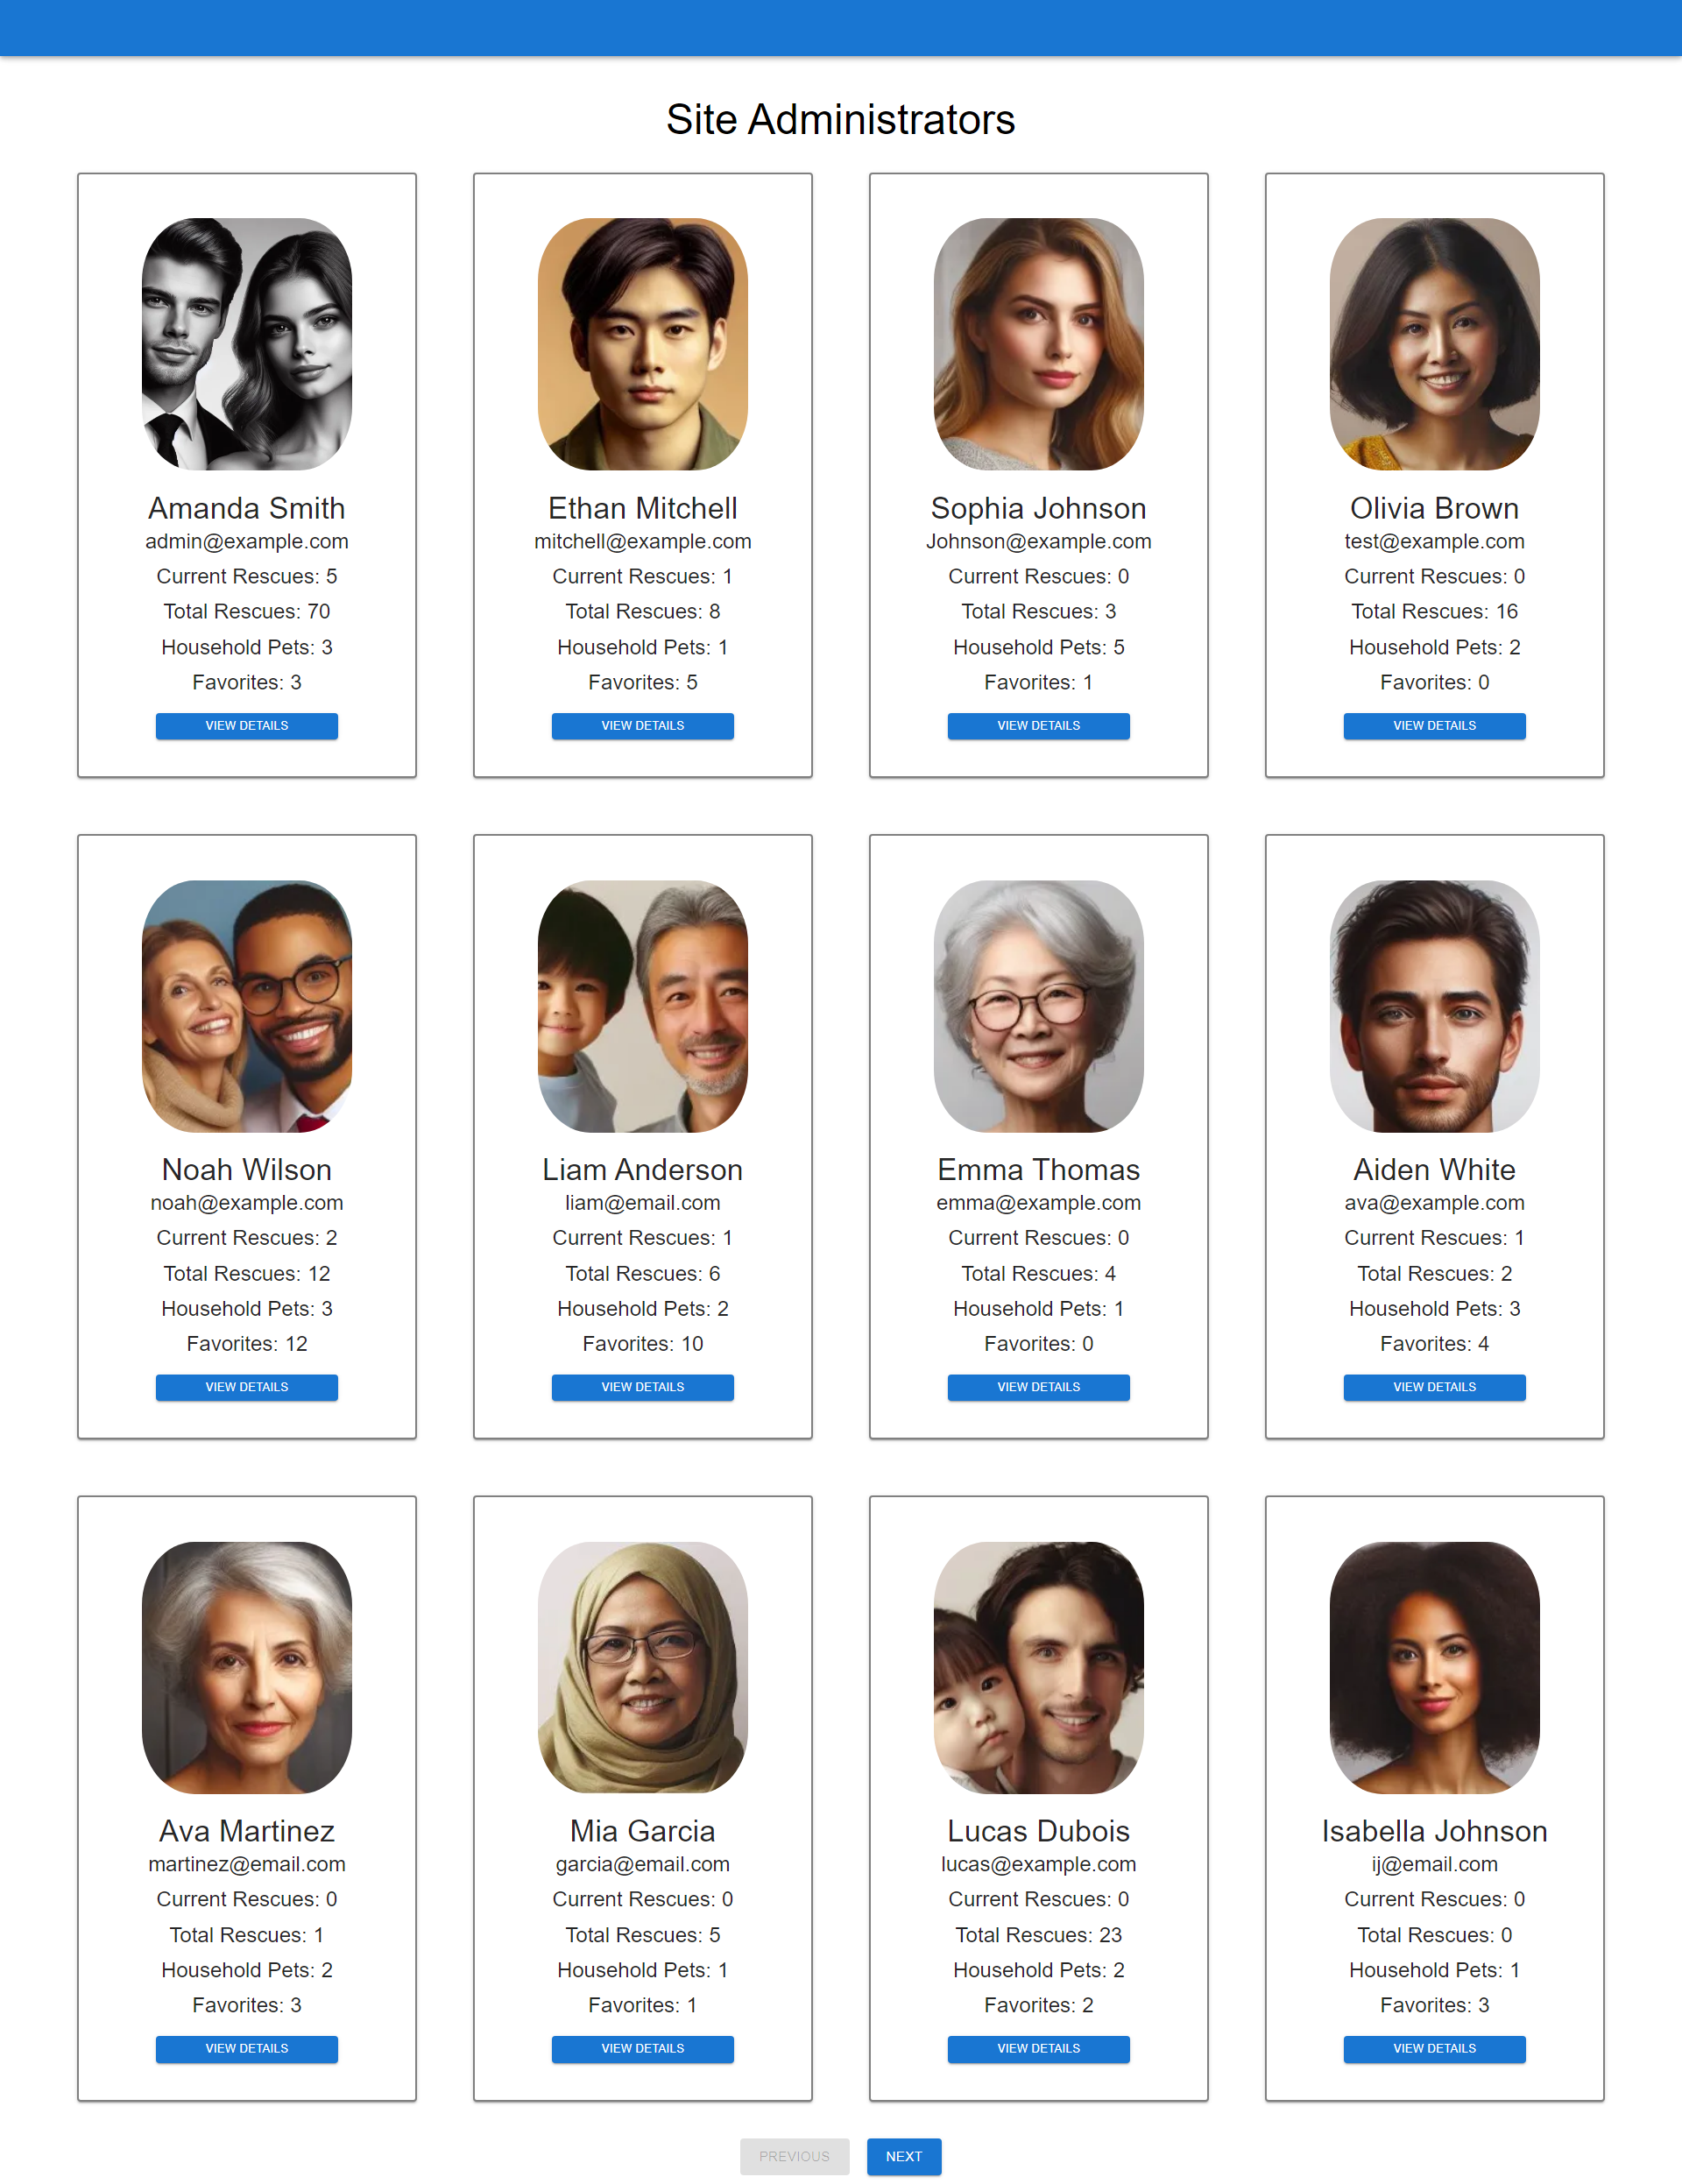 Site Administrators
Amanda Smith
admin@example.com
Current Rescues: 5
Total Rescues: 70
Household Pets: 3
Favorites: 3
VIEW DETAILS
Ethan Mitchell
mitchell@example.com
Current Rescues: 1
Total Rescues: 8
Household Pets: 1
Favorites: 5
VIEW DETAILS
Sophia Johnson
Johnson@example.com
Current Rescues: 0
Total Rescues: 3
Household Pets: 5
Favorites: 1
VIEW DETAILS
Olivia Brown
test@example.com
Current Rescues: 0
Total Rescues: 16
Household Pets: 2
Favorites: 0
VIEW DETAILS
Noah Wilson
noah@example.com
Current Rescues: 2
Total Rescues: 12
Household Pets: 3
Favorites: 12
VIEW DETAILS
Liam Anderson
liam@email.com
Current Rescues: 1
Total Rescues: 6
Household Pets: 2
Favorites: 10
VIEW DETAILS
Emma Thomas
emma@example.com
Current Rescues: 0
Total Rescues: 4
Household Pets: 1
Favorites: 0
VIEW DETAILS
Aiden White
ava@example.com
Current Rescues: 1
Total Rescues: 2
Household Pets: 3
Favorites: 4
VIEW DETAILS
Ava Martinez
martinez@email.com
Current Rescues: 0
Total Rescues: 1
Household Pets: 2
Favorites: 3
VIEW DETAILS
Mia Garcia
garcia@email.com
Current Rescues: 0
Total Rescues: 5
Household Pets: 1
Favorites: 1
VIEW DETAILS
Lucas Dubois
lucas@example.com
Current Rescues: 0
Total Rescues: 23
Household Pets: 2
Favorites: 2
VIEW DETAILS
Isabella Johnson
ij@email.com
Current Rescues: 0
Total Rescues: 0
Household Pets: 1
Favorites: 3
VIEW DETAILS
PREVIOUS
NEXT